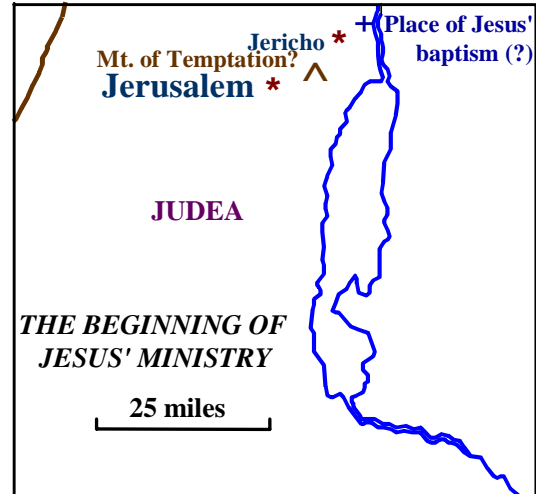 Place of Jesus'
baptism (?)
Jericho *
Mt. of Temptation?
Jerusalem *
JUDEA
THE BEGINNING OF
JESUS' MINISTRY
25 miles